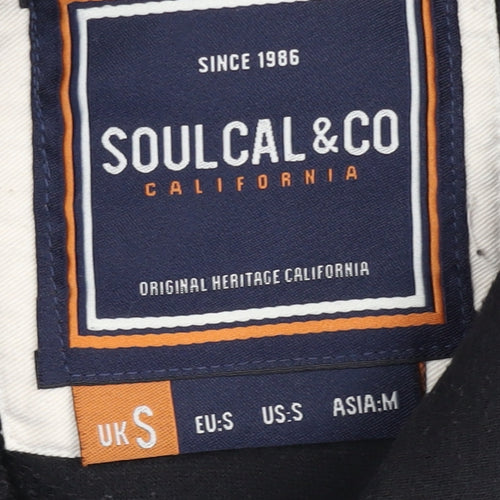 SINCE 1986
SOULCAL &CO
CALIFORNIA
ORIGINAL HERITAGE CALIFORNIA
UK S EU:S US:S ASIA:M